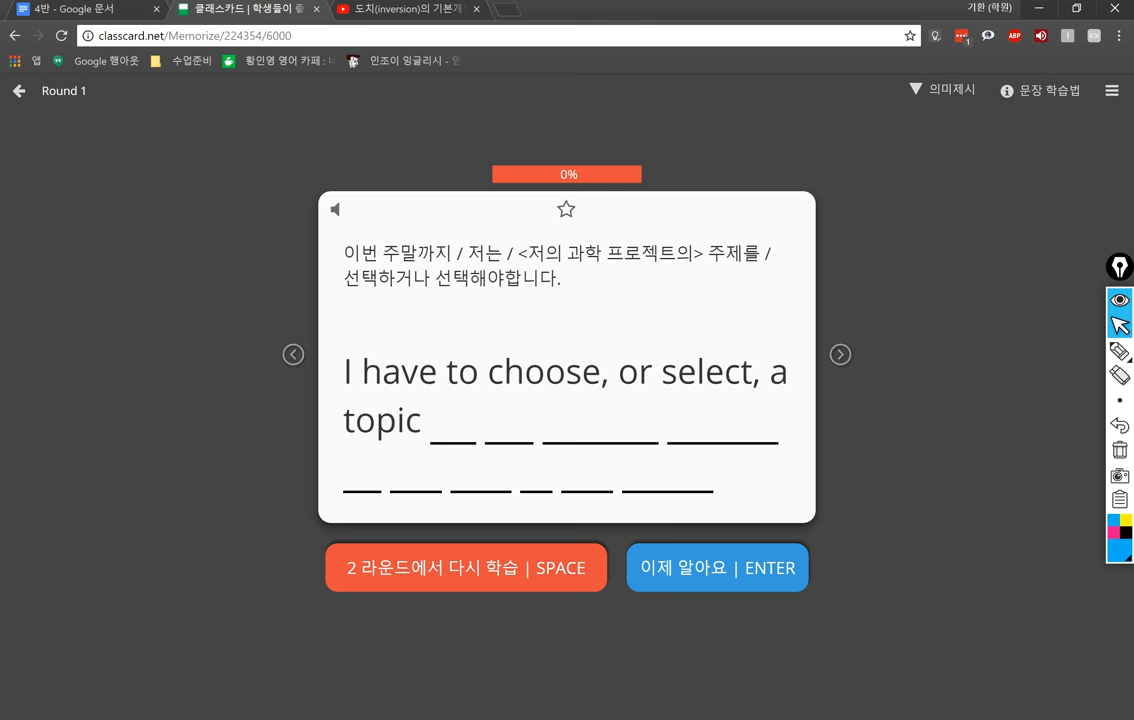 4반 - Google 문서
클래스카드 | 학생들이 좋
도치(inversion)의 기본개
기환 (학원)
classcard.net/Memorize/224354/6000
1
ABP
앱
Google 행아웃
수업준비
황인영 영어 카페 : 네
인조이 잉글리시 - 영
Round 1
의미제시
문장 학습법
0%
이번 주말까지 / 저는 / <저의 과학 프로젝트의> 주제를 /
선택하거나 선택해야합니다.
I have to choose, or select, a
topic
2 라운드에서 다시 학습 | SPACE
이제 알아요 | ENTER